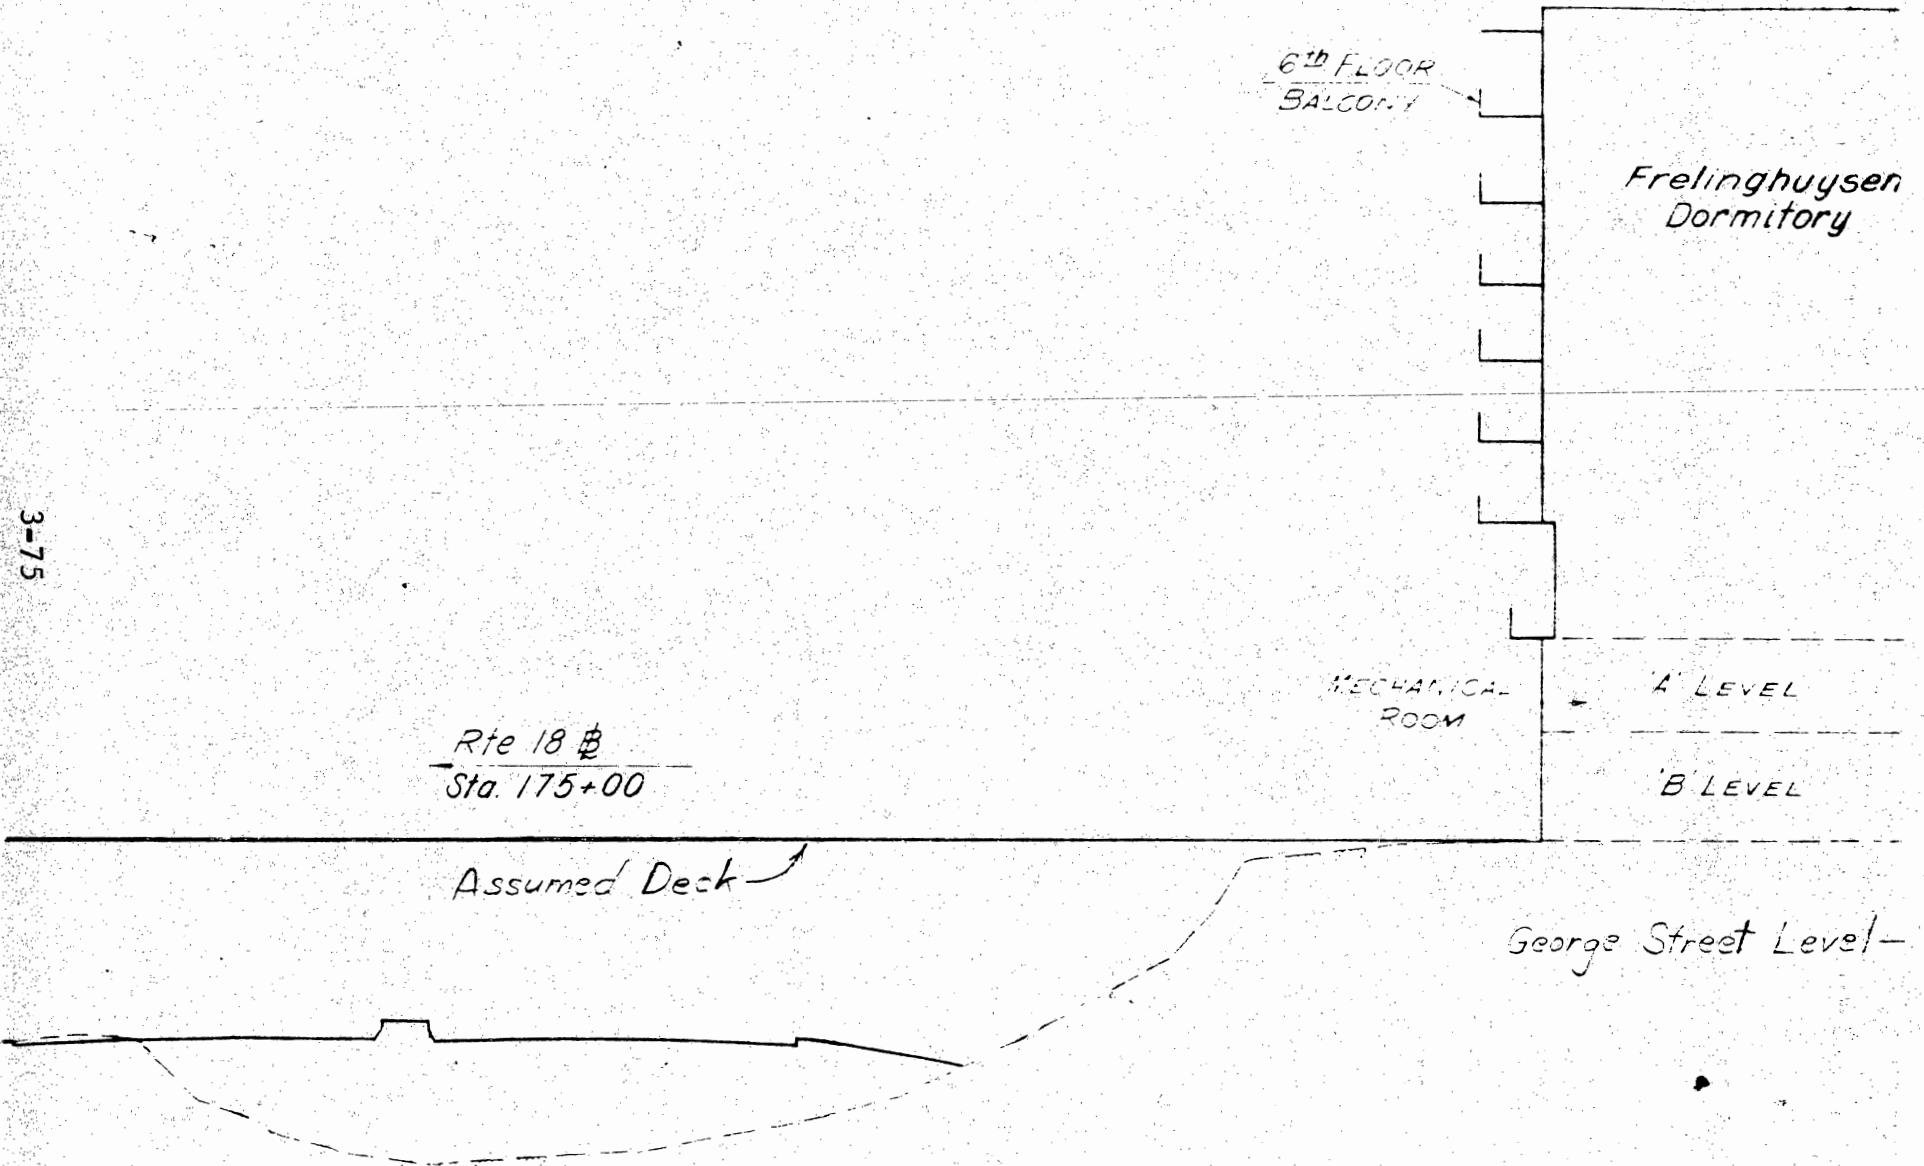 6th FLOOR
BALCONY
Frelinghuysen
Dormitory
3-75
MECHANICAL
ROOM
'A' LEVEL
Rte 18 ⅊
Sta. 175+00
'B' LEVEL
Assumed Deck
George Street Level